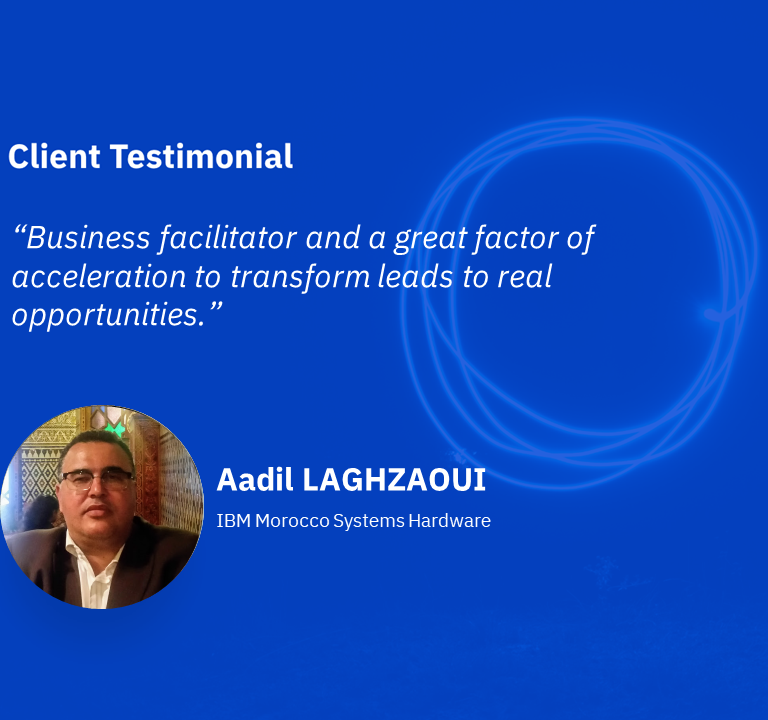 Client Testimonial
“Business facilitator and a great factor of
acceleration to transform leads to real
opportunities.”
Aadil LAGHZAOUI
IBM Morocco Systems Hardware